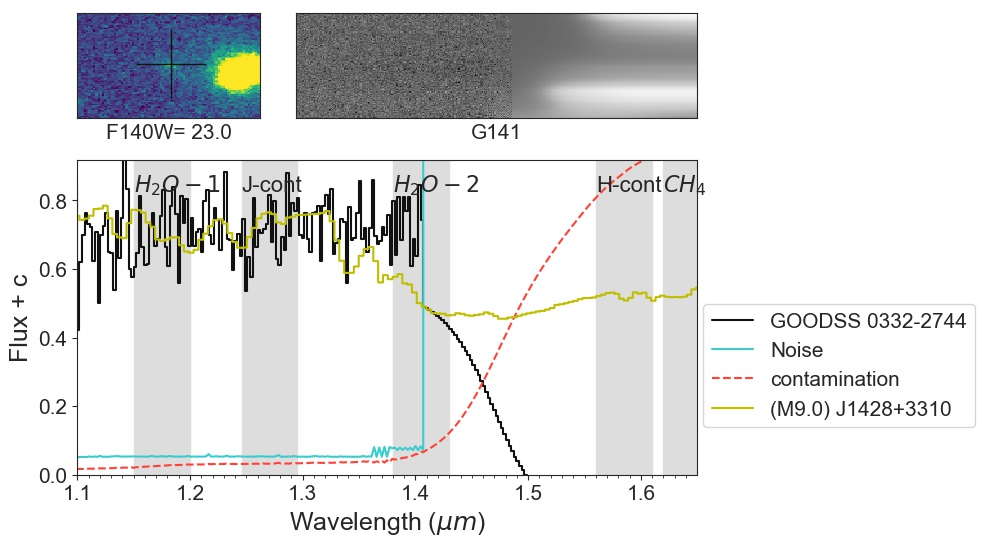 F140W= 23.0
G141
H₂O − 1
J-cont
H₂O − 2
H-cont
CH₄
0.8
0.6
0.4
0.2
0.0
Flux + c
1.1
1.2
1.3
1.4
1.5
1.6
Wavelength (μm)
GOODSS 0332-2744
Noise
contamination
(M9.0) J1428+3310